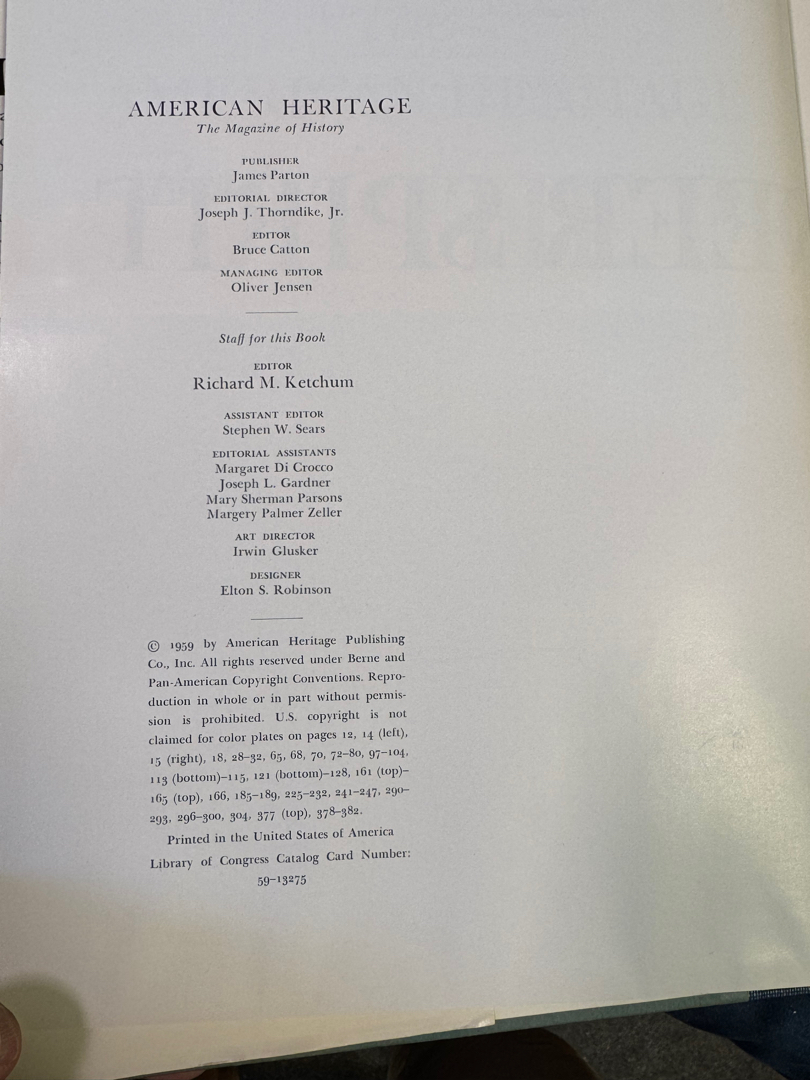 AMERICAN HERITAGE
The Magazine of History
PUBLISHER
James Parton
EDITORIAL DIRECTOR
Joseph J. Thorndike, Jr.
EDITOR
Bruce Catton
MANAGING EDITOR
Oliver Jensen
Staff for this Book
EDITOR
Richard M. Ketchum
ASSISTANT EDITOR
Stephen W. Sears
EDITORIAL ASSISTANTS
Margaret Di Crocco
Joseph L. Gardner
Mary Sherman Parsons
Margery Palmer Zeller
ART DIRECTOR
Irwin Glusker
DESIGNER
Elton S. Robinson
© 1959 by American Heritage Publishing
Co., Inc. All rights reserved under Berne and
Pan-American Copyright Conventions. Repro-
duction in whole or in part without permis-
sion is prohibited. U.S. copyright is not
claimed for color plates on pages 12, 14 (left),
15 (right), 18, 28–32, 65, 68, 70, 72–80, 97–104,
113 (bottom)–115, 121 (bottom)–128, 161 (top)–
165 (top), 166, 185–189, 225–232, 241–247, 290–
293, 296–300, 304, 377 (top), 378–382.
Printed in the United States of America
Library of Congress Catalog Card Number:
59–13275